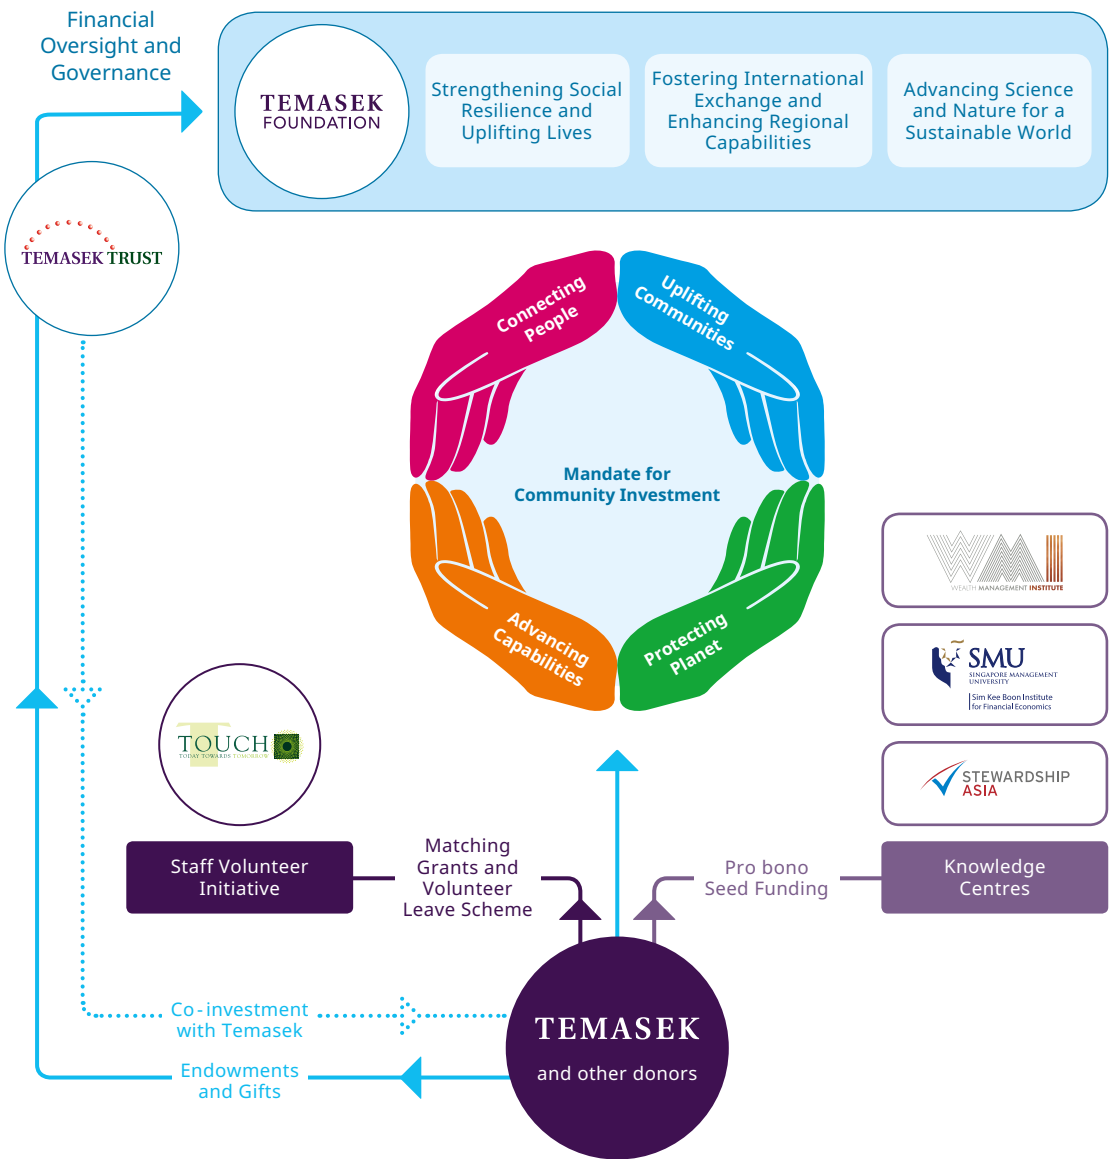 Financial
Oversight and
Governance
TEMASEK
FOUNDATION
Strengthening Social
Resilience and
Uplifting Lives
Fostering International
Exchange and
Enhancing Regional
Capabilities
Advancing Science
and Nature for a
Sustainable World
TEMASEK TRUST
Connecting
People
Uplifting
Communities
Mandate for
Community Investment
Advancing
Capabilities
Protecting
Planet
WMI
WEALTH MANAGEMENT INSTITUTE
SMU
SINGAPORE MANAGEMENT
UNIVERSITY
Sim Kee Boon Institute
for Financial Economics
STEWARDSHIP
ASIA
T
TOUCH
TODAY TOWARDS TOMORROW
Staff Volunteer
Initiative
Matching
Grants and
Volunteer
Leave Scheme
Pro bono
Seed Funding
Knowledge
Centres
Co-investment
with Temasek
Endowments
and Gifts
TEMASEK
and other donors